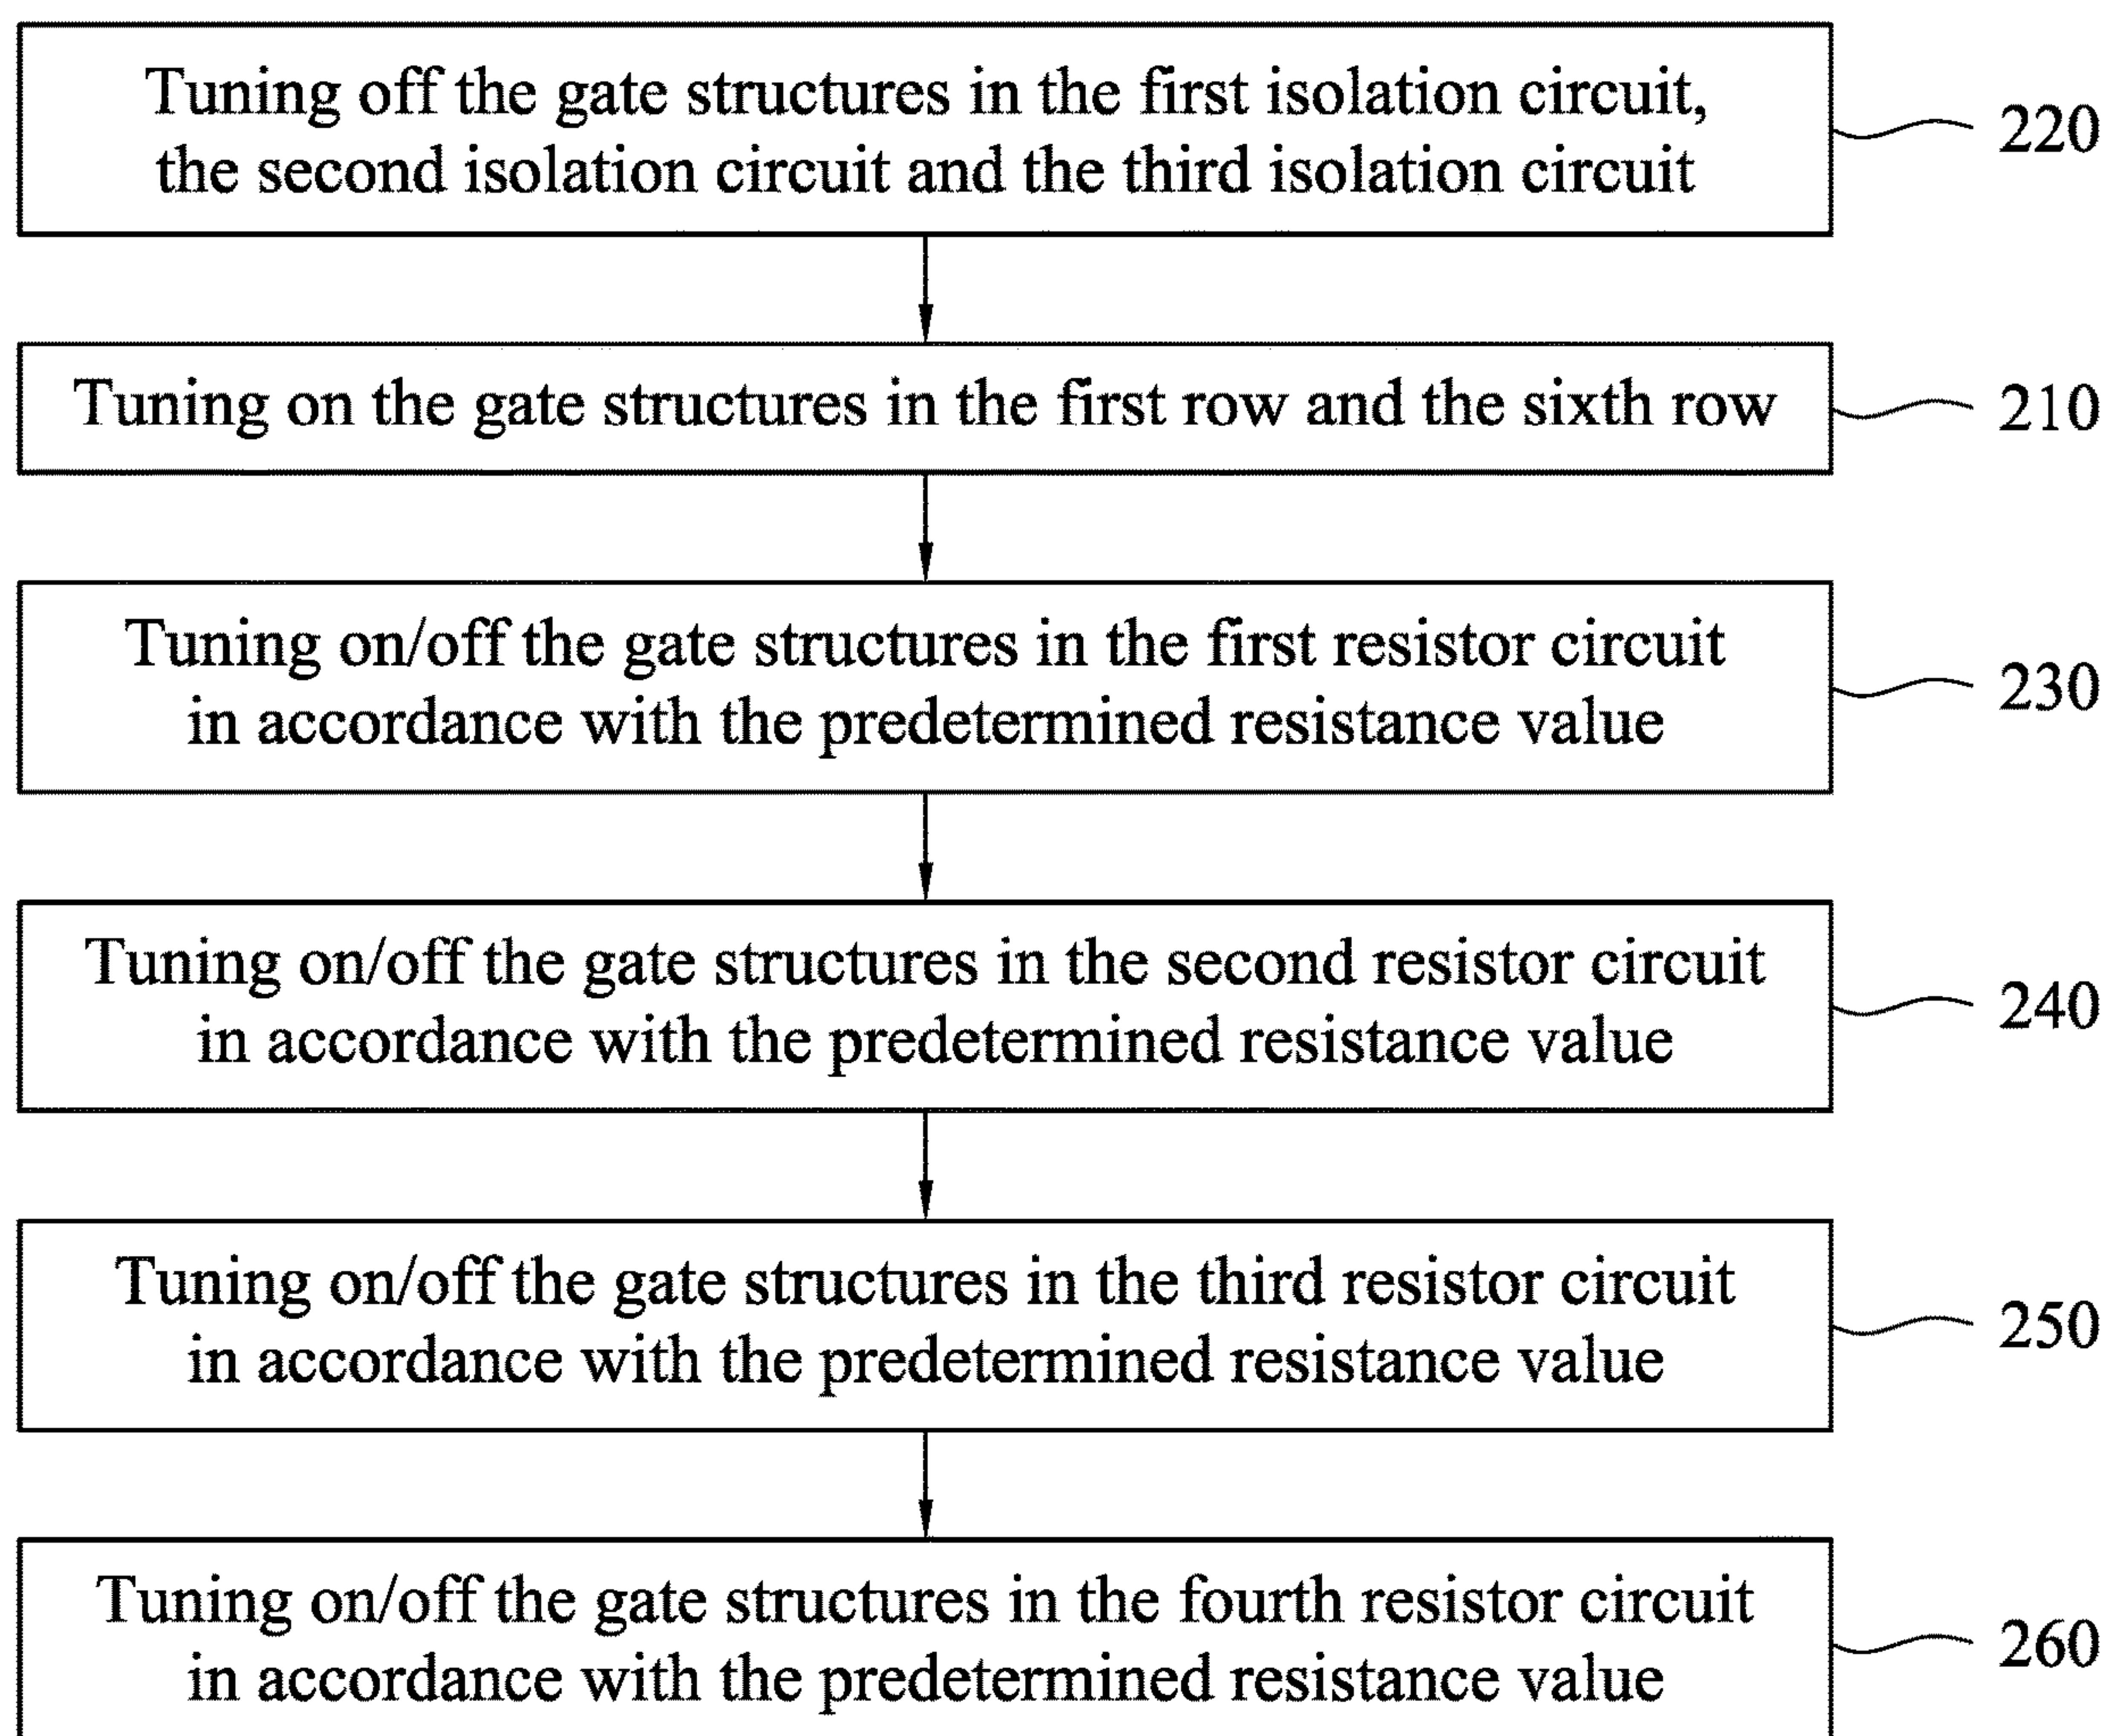 Tuning off the gate structures in the first isolation circuit,
the second isolation circuit and the third isolation circuit
220
Tuning on the gate structures in the first row and the sixth row
210
Tuning on/off the gate structures in the first resistor circuit
in accordance with the predetermined resistance value
230
Tuning on/off the gate structures in the second resistor circuit
in accordance with the predetermined resistance value
240
Tuning on/off the gate structures in the third resistor circuit
in accordance with the predetermined resistance value
250
Tuning on/off the gate structures in the fourth resistor circuit
in accordance with the predetermined resistance value
260